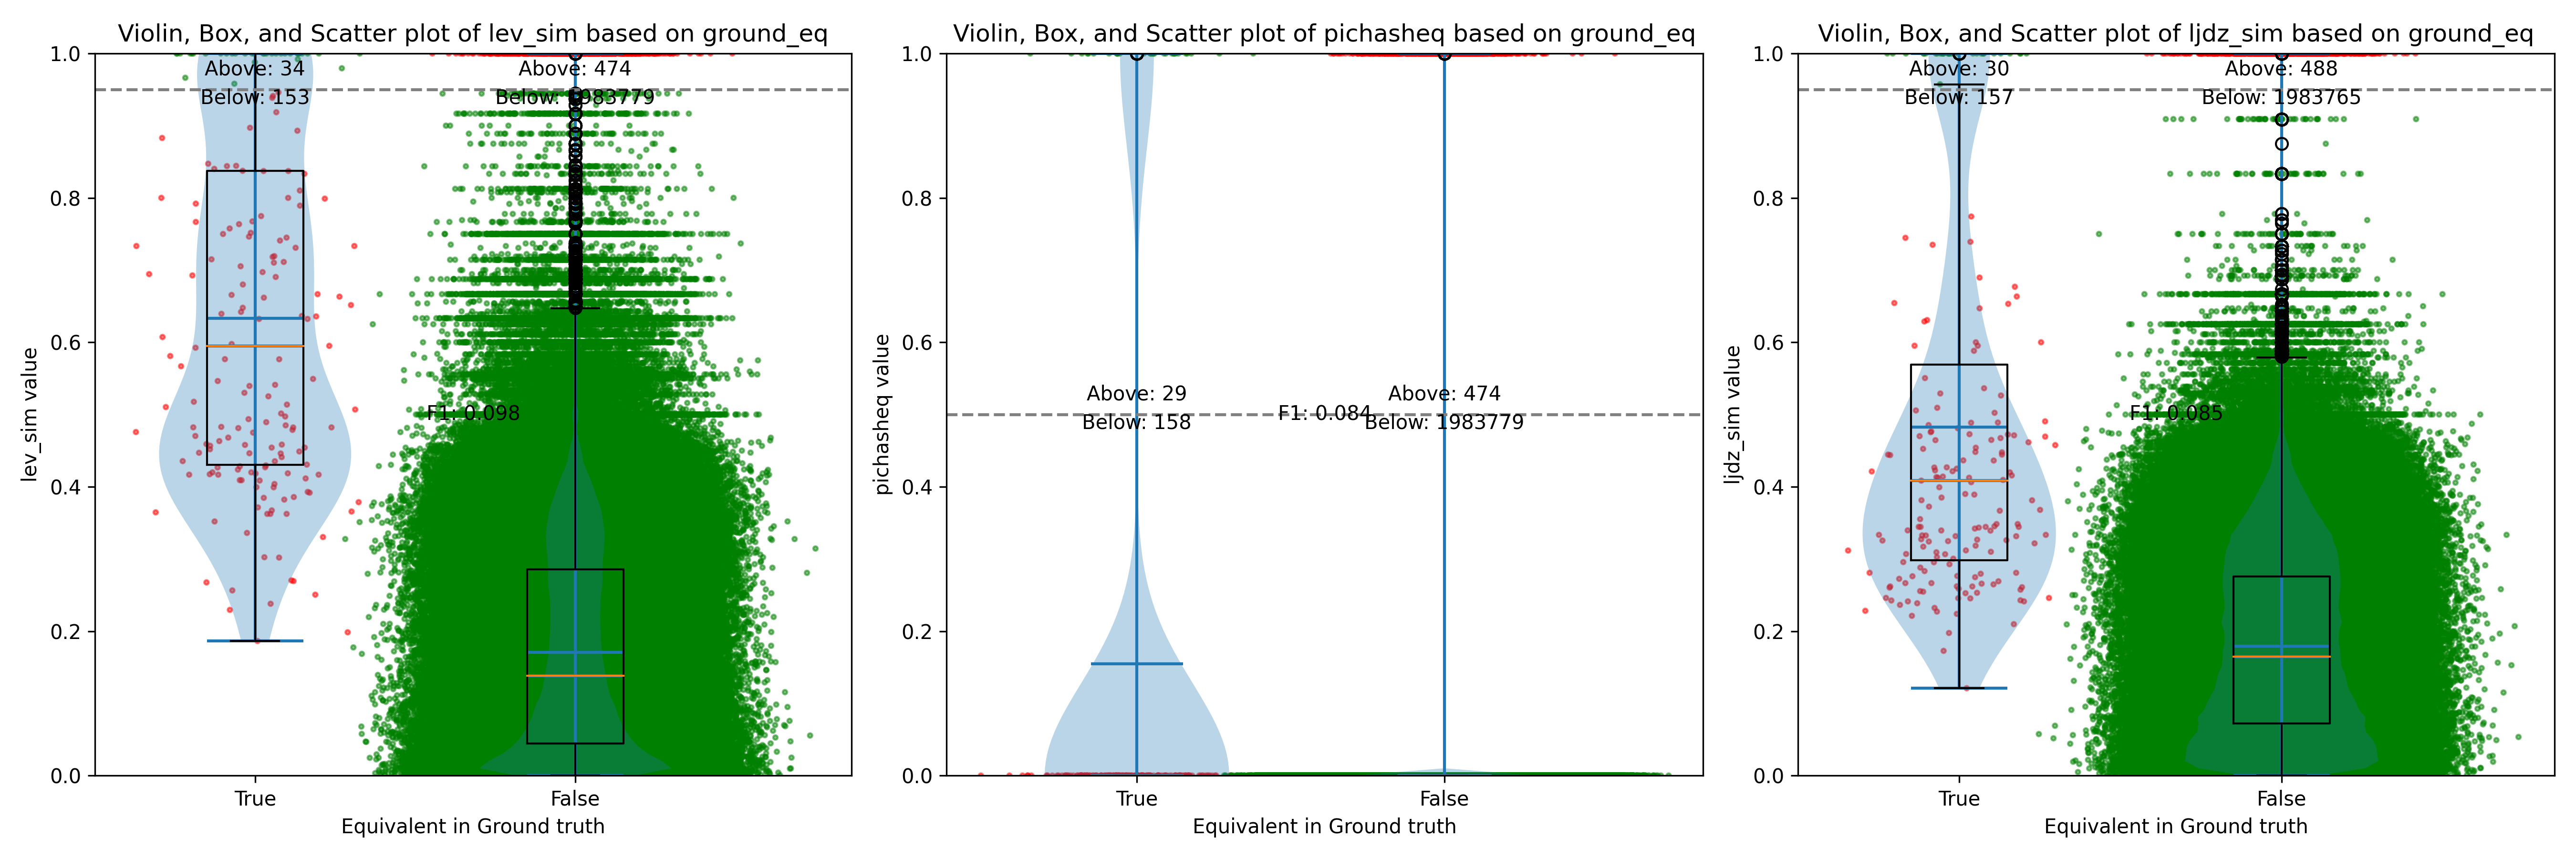 Violin, Box, and Scatter plot of lev_sim based on ground_eq
1.0
0.8
0.6
0.4
0.2
0.0
lev_sim value
Above: 34
Below: 153
Above: 474
Below: 1983779
F1: 0.098
True
False
Equivalent in Ground truth
Violin, Box, and Scatter plot of pichasheq based on ground_eq
1.0
0.8
0.6
0.4
0.2
0.0
pichasheq value
Above: 29
Below: 158
F1: 0.084
Above: 474
Below: 1983779
True
False
Equivalent in Ground truth
Violin, Box, and Scatter plot of ljdz_sim based on ground_eq
1.0
0.8
0.6
0.4
0.2
0.0
ljdz_sim value
Above: 30
Below: 157
Above: 488
Below: 1983765
F1: 0.085
True
False
Equivalent in Ground truth